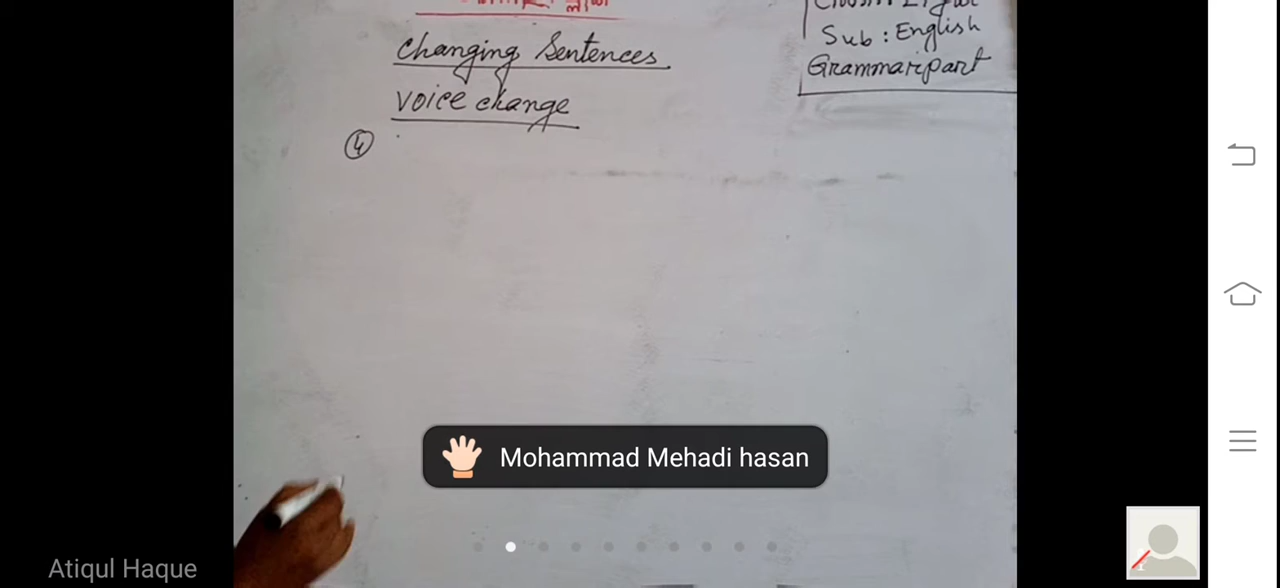 Changing Sentences
Voice change
④
Sub : English
Grammar part
Mohammad Mehadi hasan
Atiqul Haque